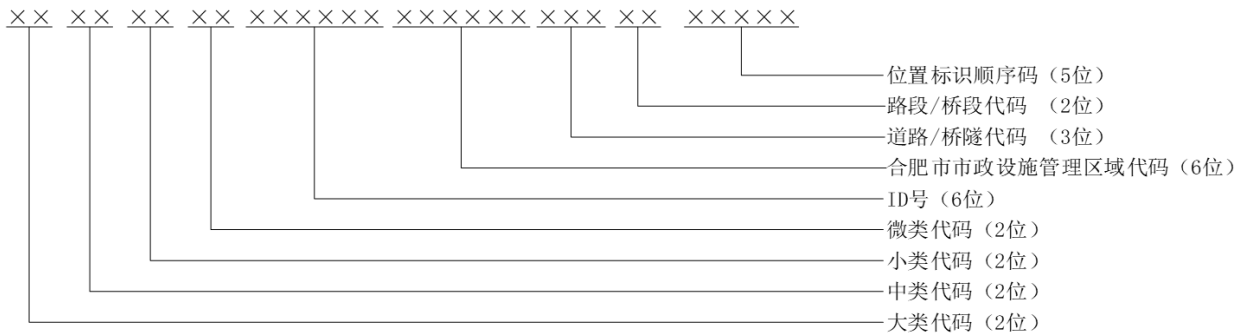 ×× ×× ×× ×× ×××××× ×××××× ××× ×× ×××××
位置标识顺序码（5位）
路段/桥段代码 （2位）
道路/桥隧代码 （3位）
合肥市市政设施管理区域代码（6位）
ID号（6位）
微类代码（2位）
小类代码（2位）
中类代码（2位）
大类代码（2位）